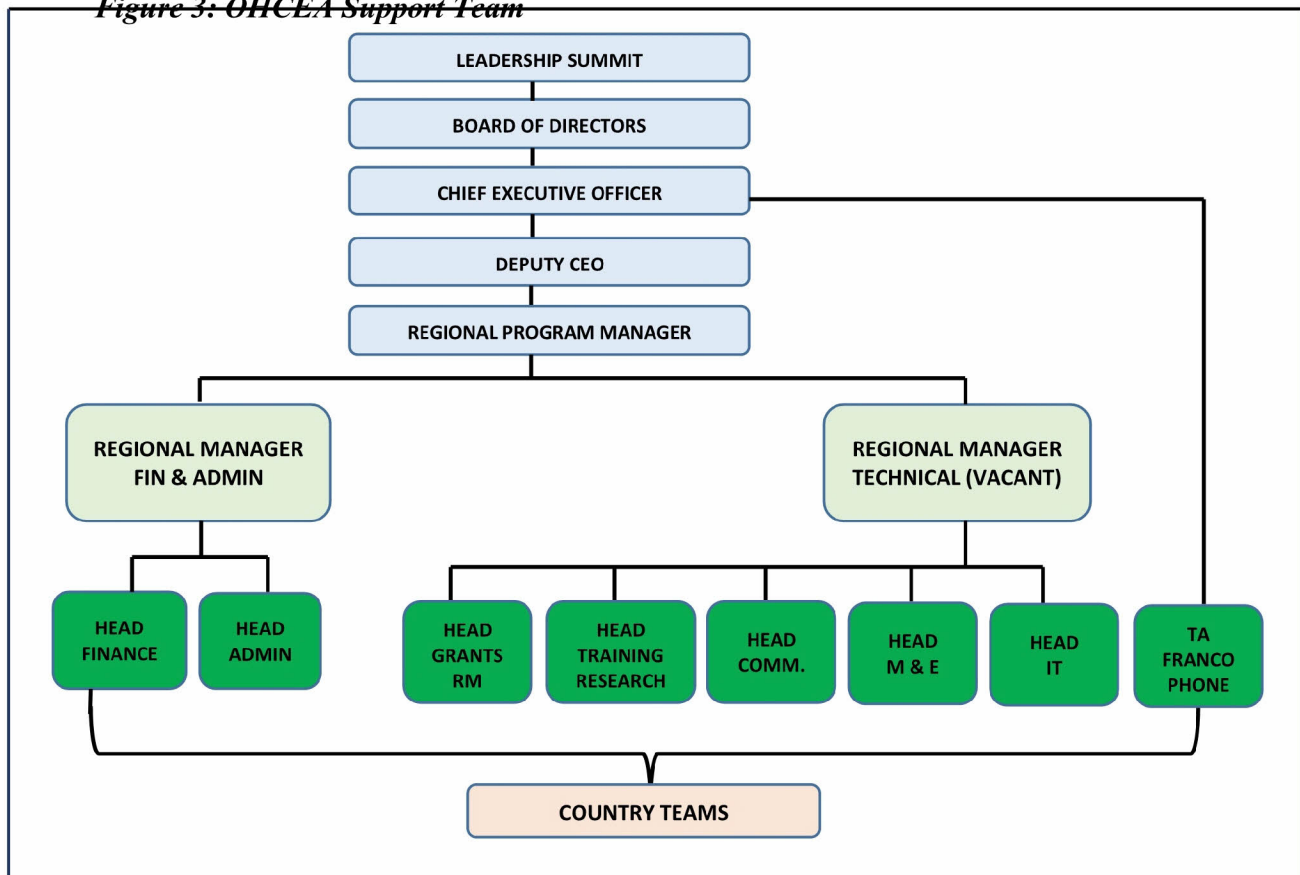 Figure 3: OHCEA Support Team
LEADERSHIP SUMMIT
BOARD OF DIRECTORS
CHIEF EXECUTIVE OFFICER
DEPUTY CEO
REGIONAL PROGRAM MANAGER
REGIONAL MANAGER
FIN & ADMIN
REGIONAL MANAGER
TECHNICAL (VACANT)
HEAD
FINANCE
HEAD
ADMIN
HEAD
GRANTS
RM
HEAD
TRAINING
RESEARCH
HEAD
COMM.
HEAD
M & E
HEAD
IT
TA
FRANCO
PHONE
COUNTRY TEAMS